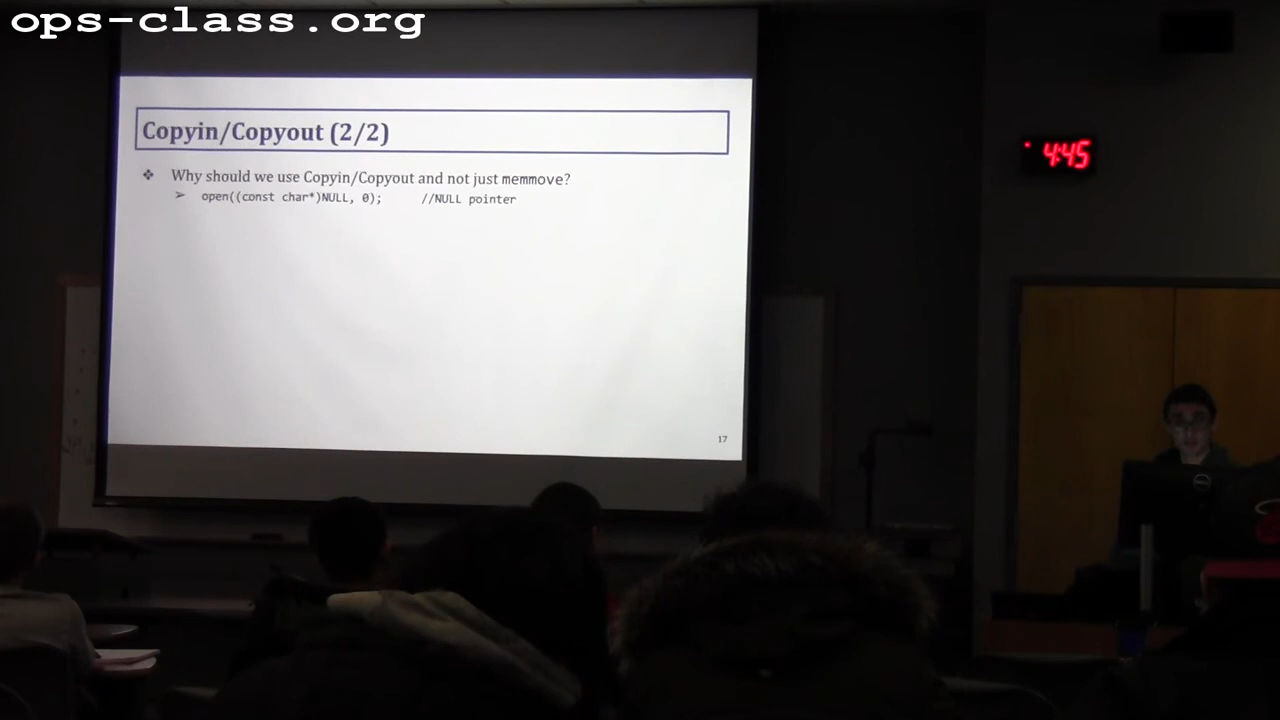 ops-class.org
Copyin/Copyout (2/2)
❖ Why should we use Copyin/Copyout and not just memmove?
➢ open((const char*)NULL, 0); //NULL pointer
17
4:45
DELL